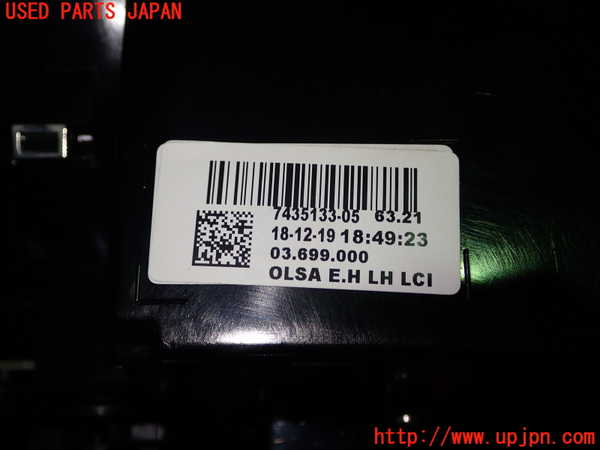 USED PARTS JAPAN
7435133-05 63.21
18-12-19 18:49:23
03.699.000
OLSA E.H LH LCI
http://www.upjpn.com/